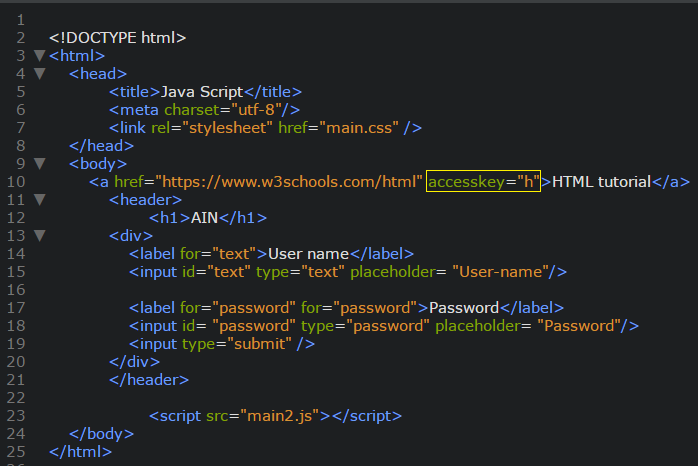 1
2 <!DOCTYPE html>
3 <html>
4 <head>
5 <title>Java Script</title>
6 <meta charset="utf-8"/>
7 <link rel="stylesheet" href="main.css" />
8 </head>
9 <body>
10 <a href="https://www.w3schools.com/html" accesskey="h">HTML tutorial</a>
11 <header>
12 <h1>AIN</h1>
13 <div>
14 <label for="text">User name</label>
15 <input id="text" type="text" placeholder= "User-name"/>
16
17 <label for="password" for="password">Password</label>
18 <input id= "password" type="password" placeholder= "Password"/>
19 <input type="submit" />
20 </div>
21 </header>
22
23 <script src="main2.js"></script>
24 </body>
25 </html>